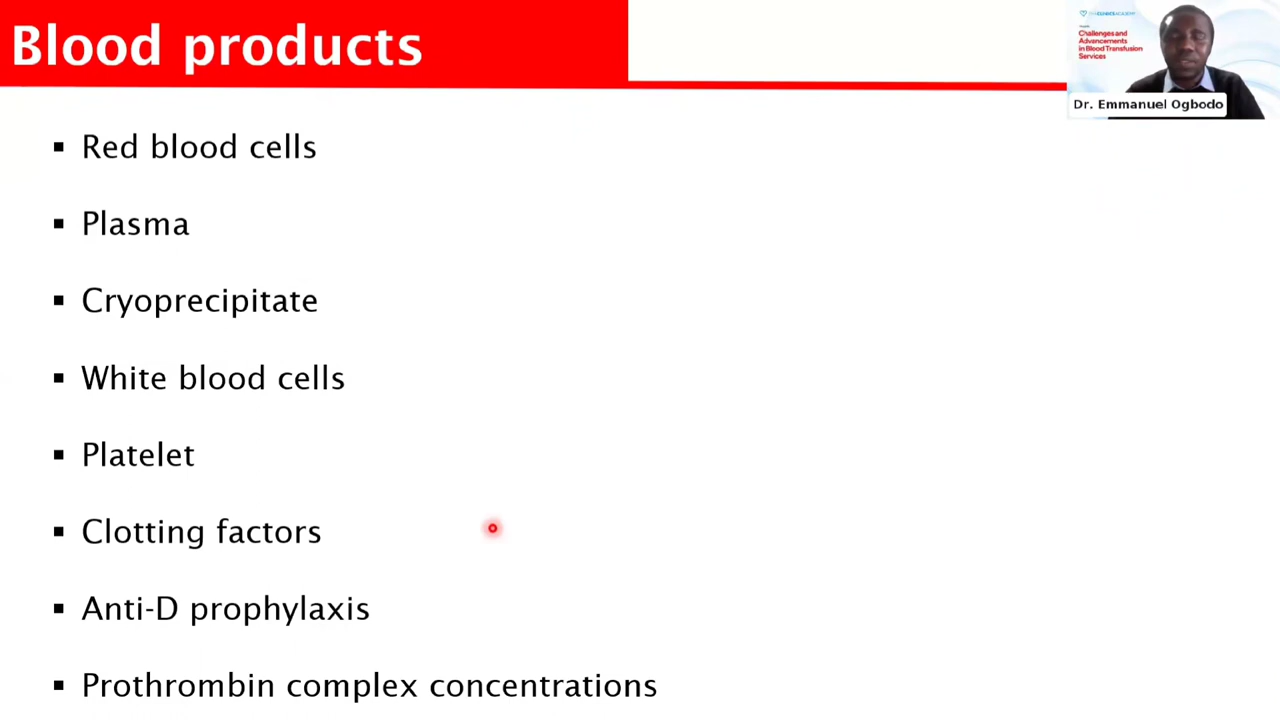 Blood products
Challenges and
Advancements
in Blood Transfusion
Services
Dr. Emmanuel Ogbodo
▪ Red blood cells
▪ Plasma
▪ Cryoprecipitate
▪ White blood cells
▪ Platelet
▪ Clotting factors
▪ Anti-D prophylaxis
▪ Prothrombin complex concentrations